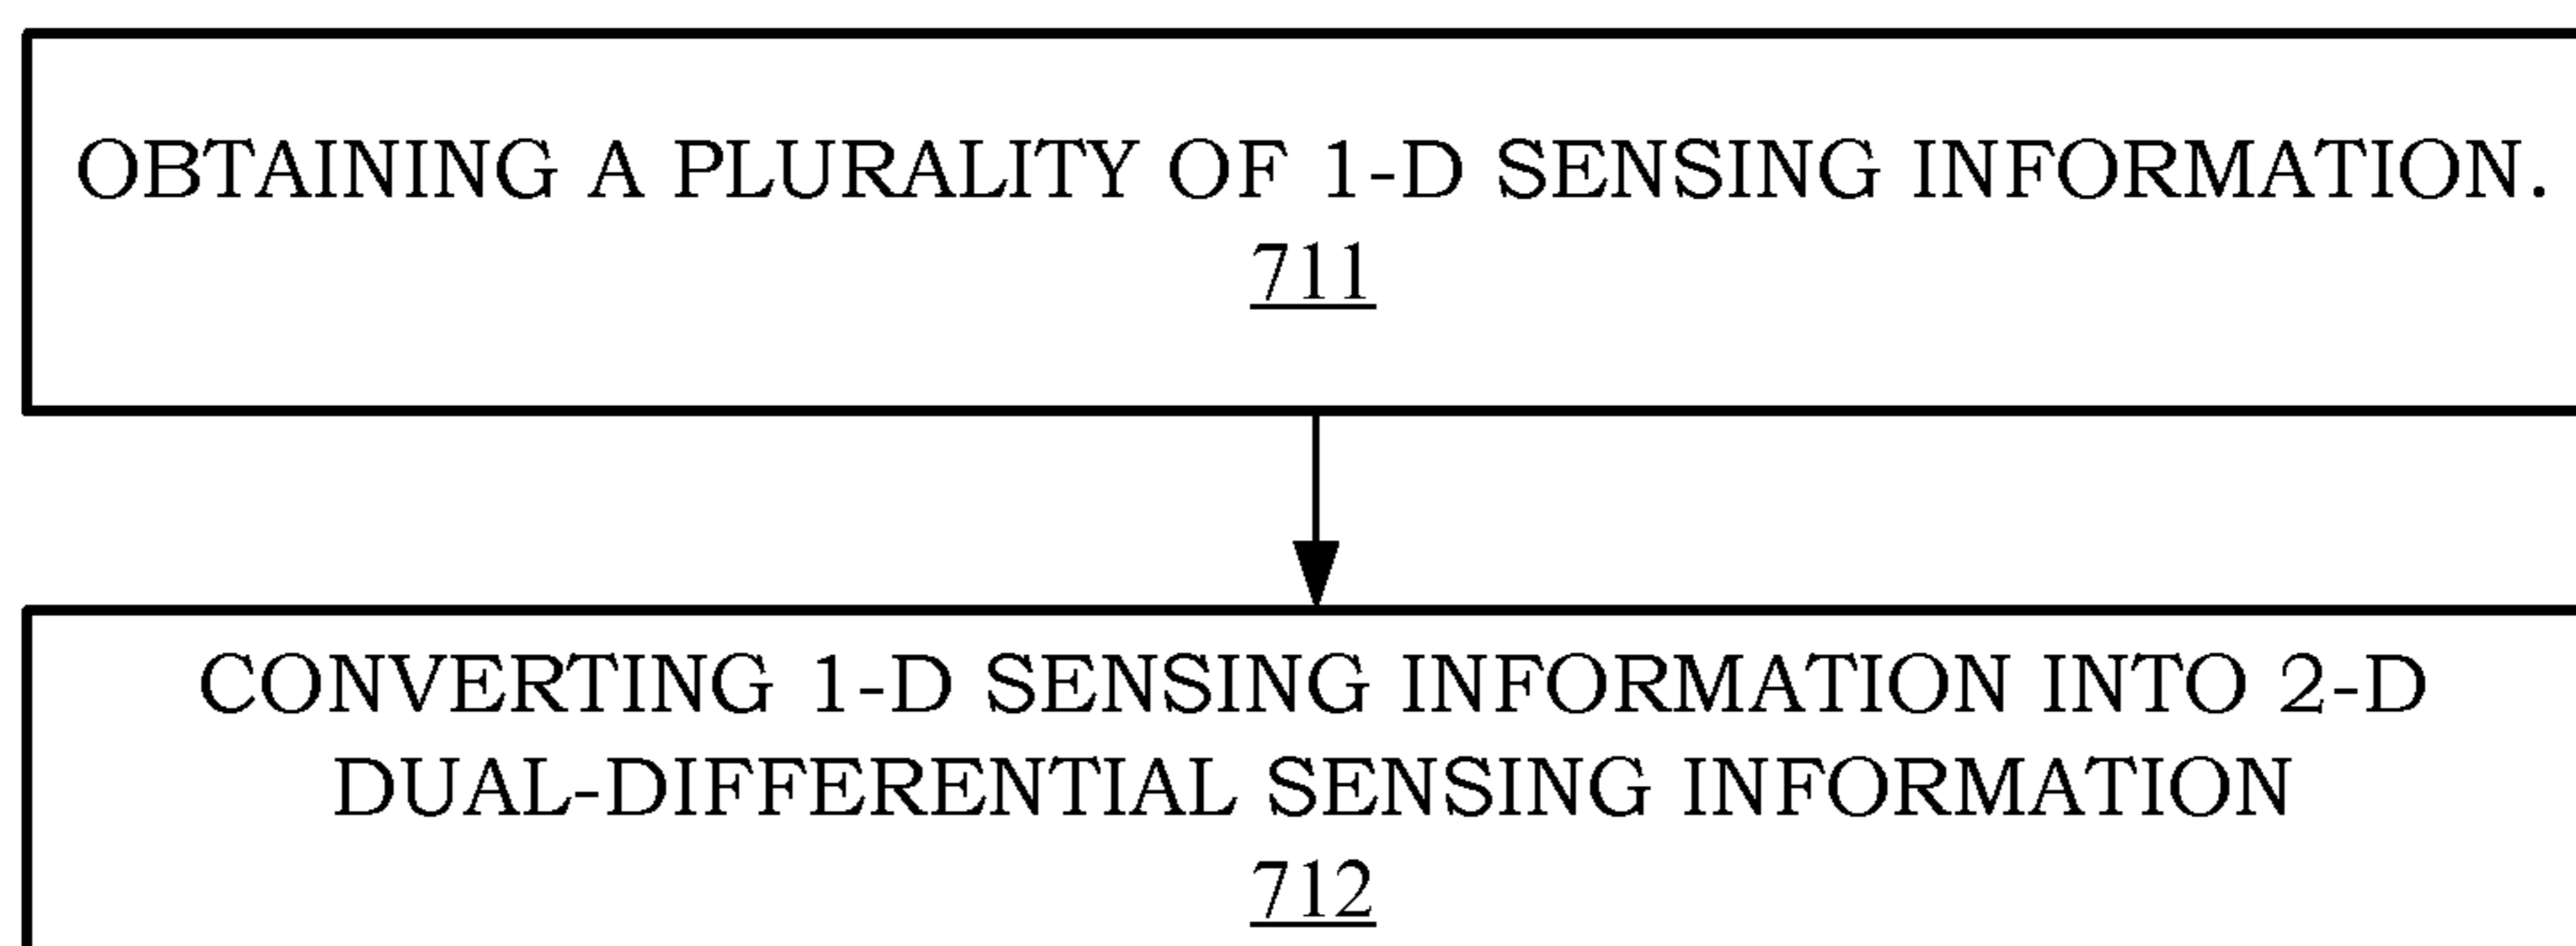 OBTAINING A PLURALITY OF 1-D SENSING INFORMATION.
711
CONVERTING 1-D SENSING INFORMATION INTO 2-D
DUAL-DIFFERENTIAL SENSING INFORMATION
712